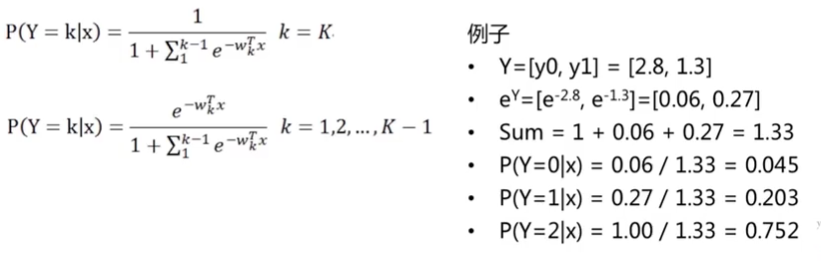 P(Y = k|x) = \frac{1}{1 + \sum_{1}^{k-1} e^{-w_k^T x}} k = K
P(Y = k|x) = \frac{e^{-w_k^T x}}{1 + \sum_{1}^{k-1} e^{-w_k^T x}} k = 1,2, ..., K − 1
例子
• Y=[y0, y1] = [2.8, 1.3]
• e^Y=[e^-2.8, e^-1.3]=[0.06, 0.27]
• Sum = 1 + 0.06 + 0.27 = 1.33
• P(Y=0|x) = 0.06 / 1.33 = 0.045
• P(Y=1|x) = 0.27 / 1.33 = 0.203
• P(Y=2|x) = 1.00 / 1.33 = 0.752